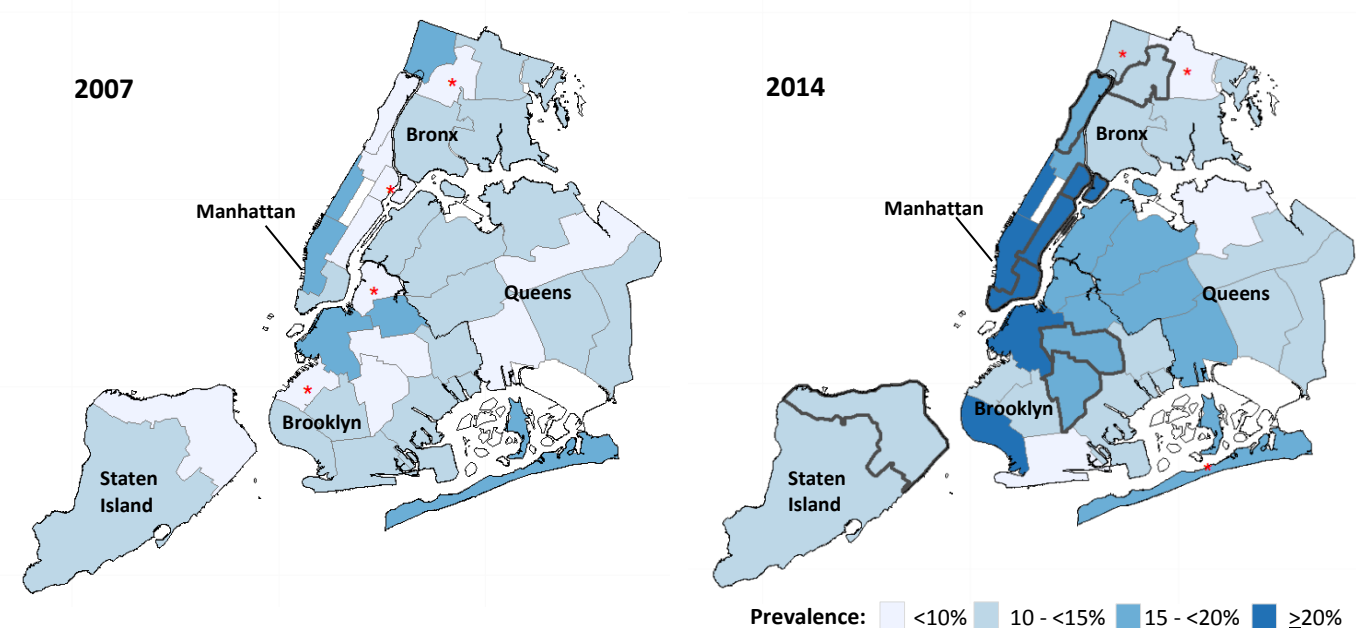 2007
Bronx
Manhattan
Queens
Brooklyn
Staten
Island
*
*
*
*
2014
Bronx
Manhattan
Queens
Brooklyn
Staten
Island
*
*
*
Prevalence: <10% 10 - <15% 15 - <20% ≥20%